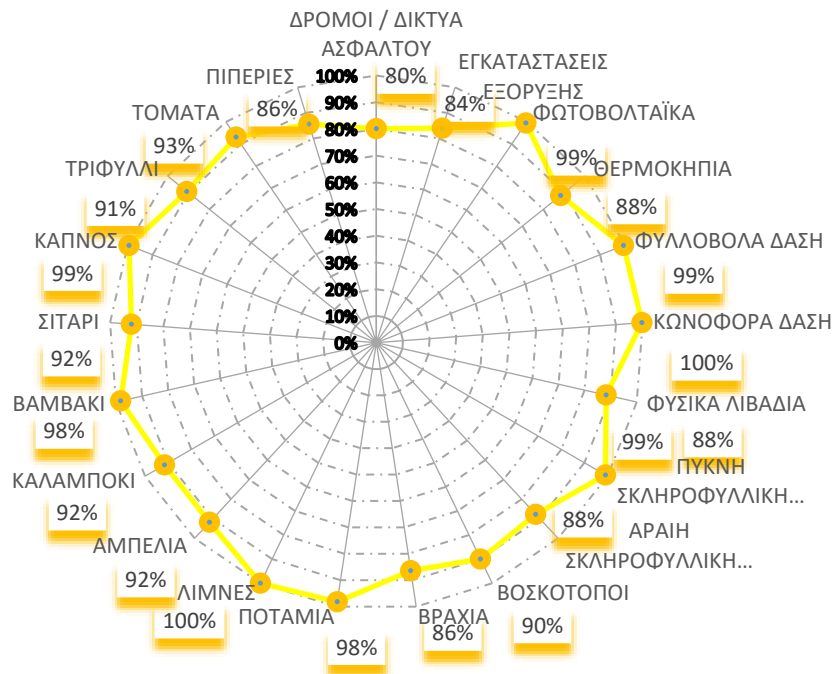 ΔΡΟΜΟΙ / ΔΙΚΤΥΑ
ΑΣΦΑΛΤΟΥ
80%
ΕΓΚΑΤΑΣΤΑΣΕΙΣ
ΕΞΟΡΥΞΗΣ
84%
ΦΩΤΟΒΟΛΤΑΪΚΑ
99%
ΘΕΡΜΟΚΗΠΙΑ
88%
ΦΥΛΛΟΒΟΛΑ ΔΑΣΗ
99%
ΚΩΝΟΦΟΡΑ ΔΑΣΗ
100%
ΦΥΣΙΚΑ ΛΙΒΑΔΙΑ
88%
99%
ΠΥΚΝΗ
ΣΚΛΗΡΟΦΥΛΛΙΚΗ...
88%
ΑΡΑΙΗ
ΣΚΛΗΡΟΦΥΛΛΙΚΗ...
ΒΟΣΚΟΤΟΠΟΙ
90%
ΒΡΑΧΙΑ
86%
ΠΟΤΑΜΙΑ
98%
ΛΙΜΝΕΣ
100%
ΑΜΠΕΛΙΑ
92%
ΚΑΛΑΜΠΟΚΙ
92%
ΒΑΜΒΑΚΙ
98%
ΣΙΤΑΡΙ
92%
ΚΑΠΝΟΣ
99%
ΤΡΙΦΥΛΛΙ
91%
ΤΟΜΑΤΑ
93%
ΠΙΠΕΡΙΕΣ
86%
100%
90%
80%
70%
60%
50%
40%
30%
20%
10%
0%